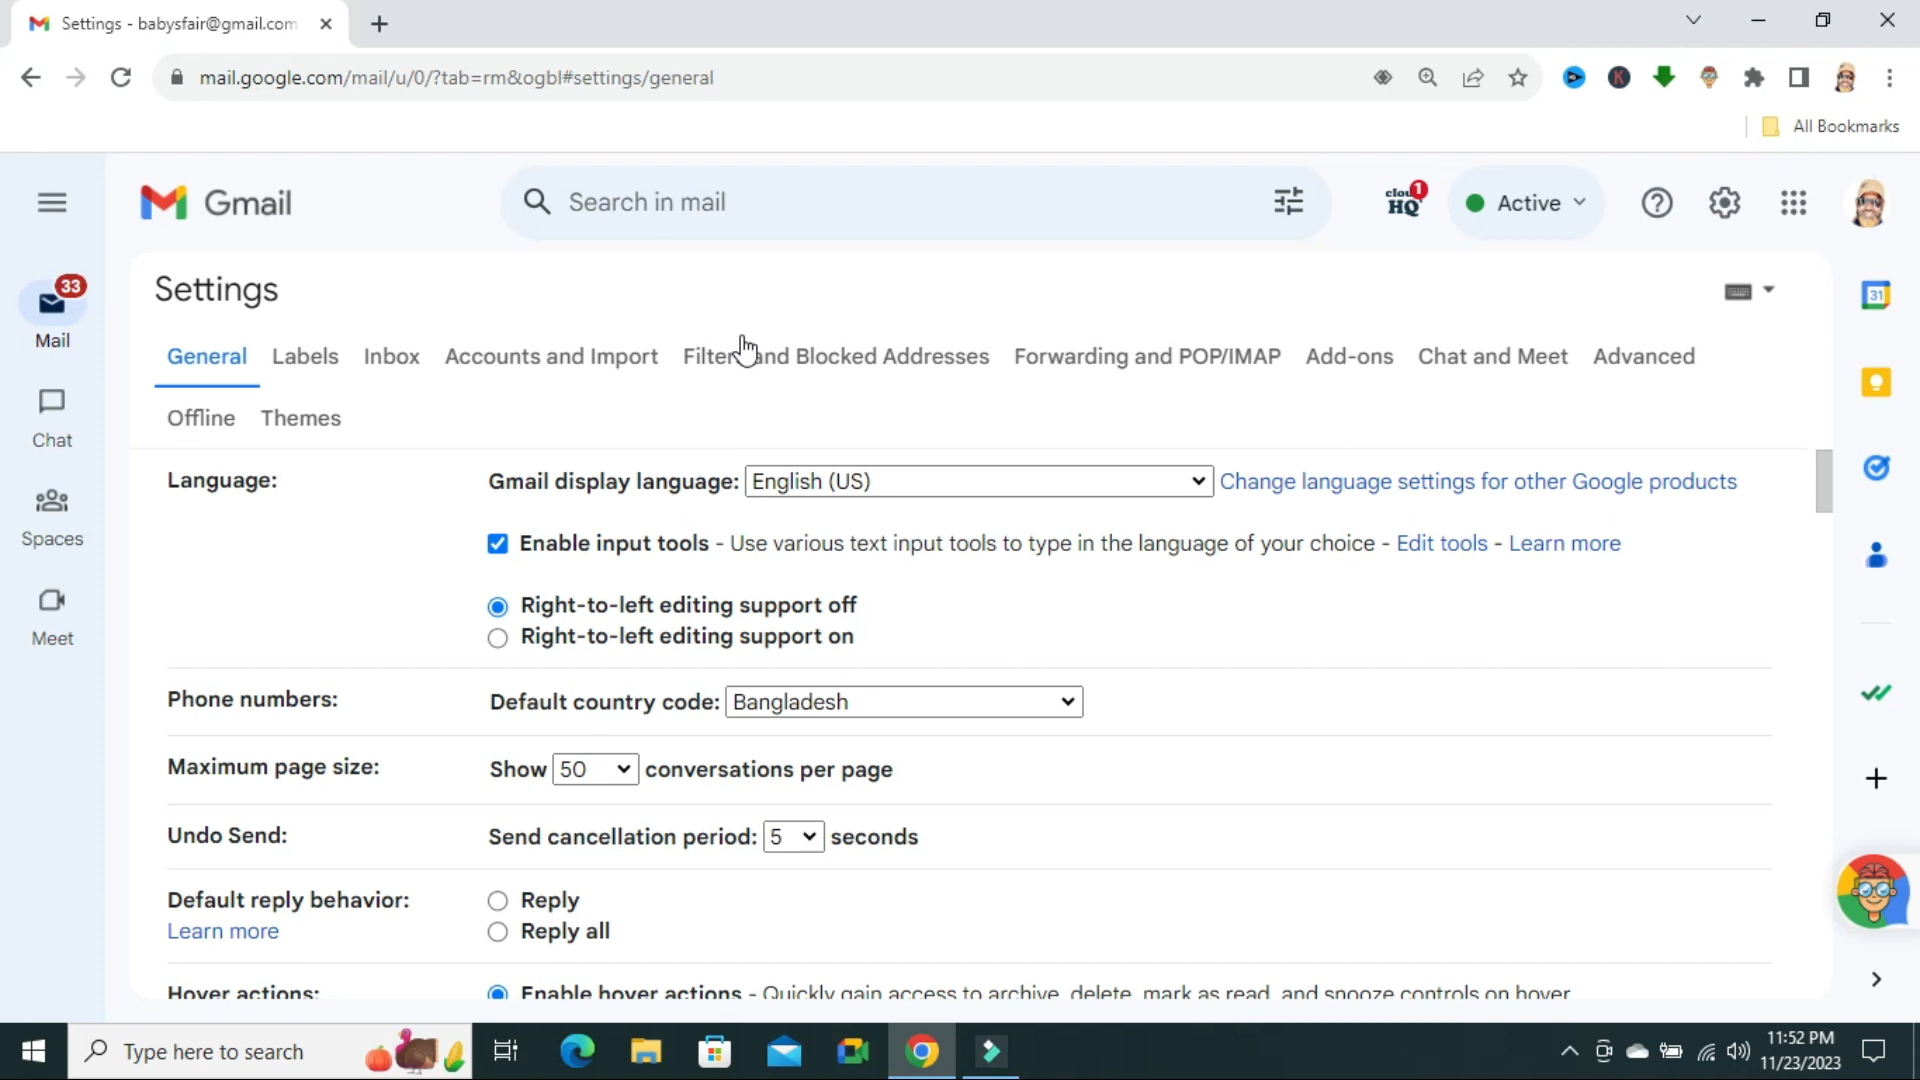 Settings - babysfair@gmail.com
mail.google.com/mail/u/0/?tab=rm&ogbl#settings/general
K
All Bookmarks
Gmail
Search in mail
cloud
HQ
1
Active
33
Mail
Chat
Spaces
Meet
Settings
General Labels Inbox Accounts and Import Filters and Blocked Addresses Forwarding and POP/IMAP Add-ons Chat and Meet Advanced
Offline Themes
31
Language:
Gmail display language: English (US) Change language settings for other Google products
Enable input tools - Use various text input tools to type in the language of your choice - Edit tools - Learn more
Right-to-left editing support off
Right-to-left editing support on
Phone numbers:
Default country code: Bangladesh
Maximum page size:
Show 50 conversations per page
Undo Send:
Send cancellation period: 5 seconds
Default reply behavior:
Learn more
Reply
Reply all
Hover actions:
Enable hover actions - Quickly gain access to archive, delete, mark as read, and snooze controls on hover
Type here to search
11:52 PM
11/23/2023